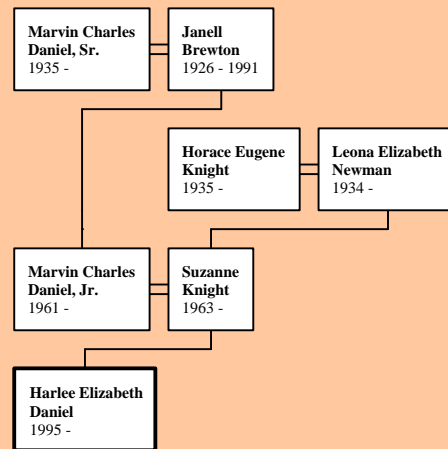 Marvin Charles
Daniel, Sr.
1935 -
Janell
Brewton
1926 - 1991
Horace Eugene
Knight
1935 -
Leona Elizabeth
Newman
1934 -
Marvin Charles
Daniel, Jr.
1961 -
Suzanne
Knight
1963 -
Harlee Elizabeth
Daniel
1995 -